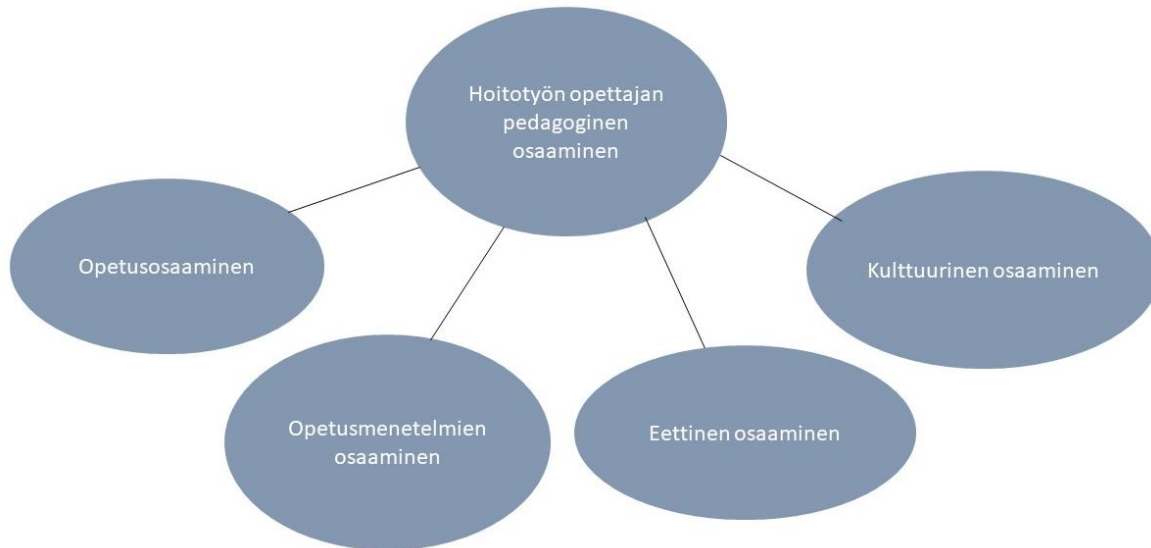 Hoitotyön opettajan
pedagoginen
osaaminen
Opetusosaaminen
Kulttuurinen osaaminen
Opetusmenetelmien
osaaminen
Eettinen osaaminen